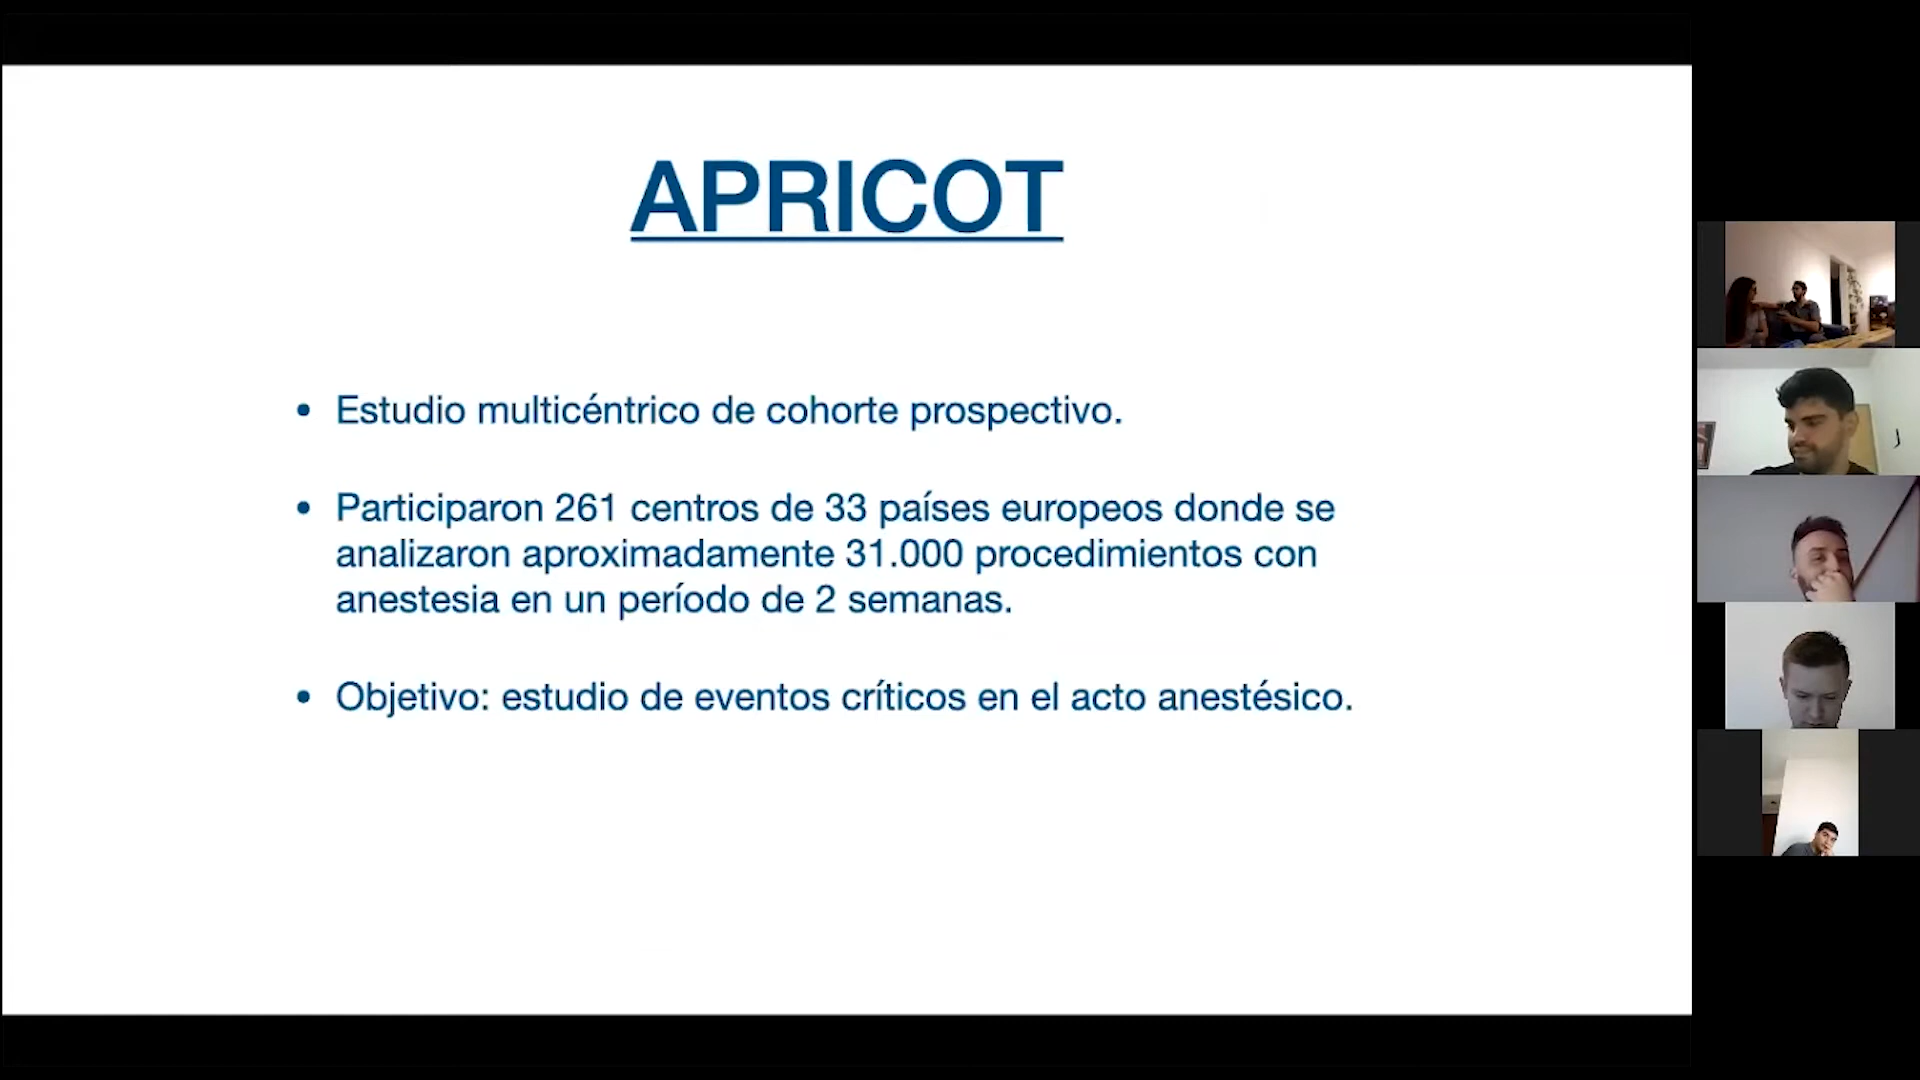 APRICOT
• Estudio multicéntrico de cohorte prospectivo.
• Participaron 261 centros de 33 países europeos donde se
analizaron aproximadamente 31.000 procedimientos con
anestesia en un período de 2 semanas.
• Objetivo: estudio de eventos críticos en el acto anestésico.